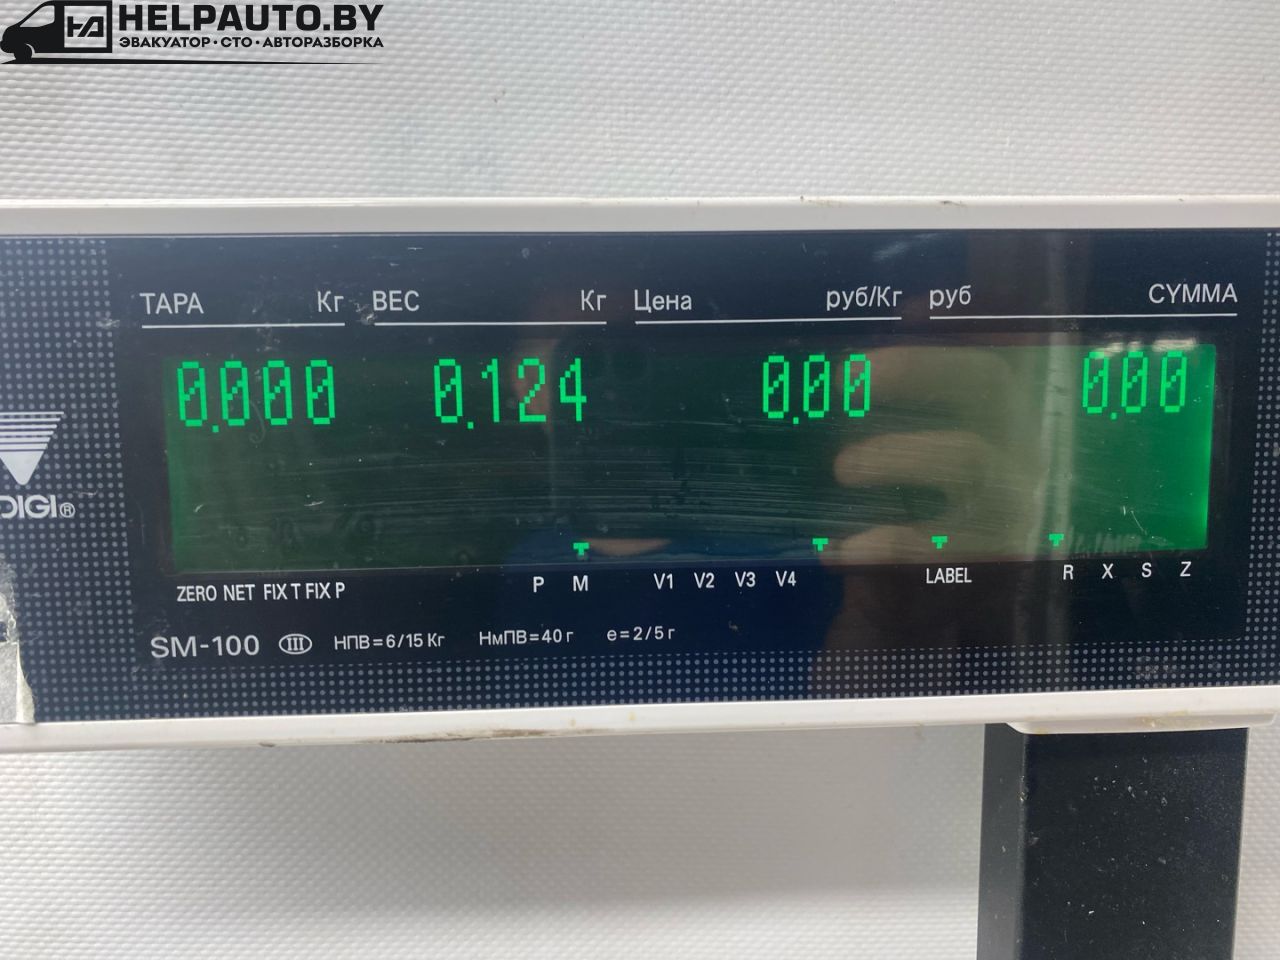 HELPAUTO.BY
ЭВАКУАТОР·СТО·АВТОРАЗБОРКА
ТАРА Кг ВЕС Кг Цена руб/Кг руб СУММА
0.000 0.124 0.00 0.00
DIGI®
ZERO NET FIX T FIX P P M V1 V2 V3 V4 LABEL R X S Z
SM-100 III НПВ=6/15 Кг НмПВ=40 г e=2/5 г